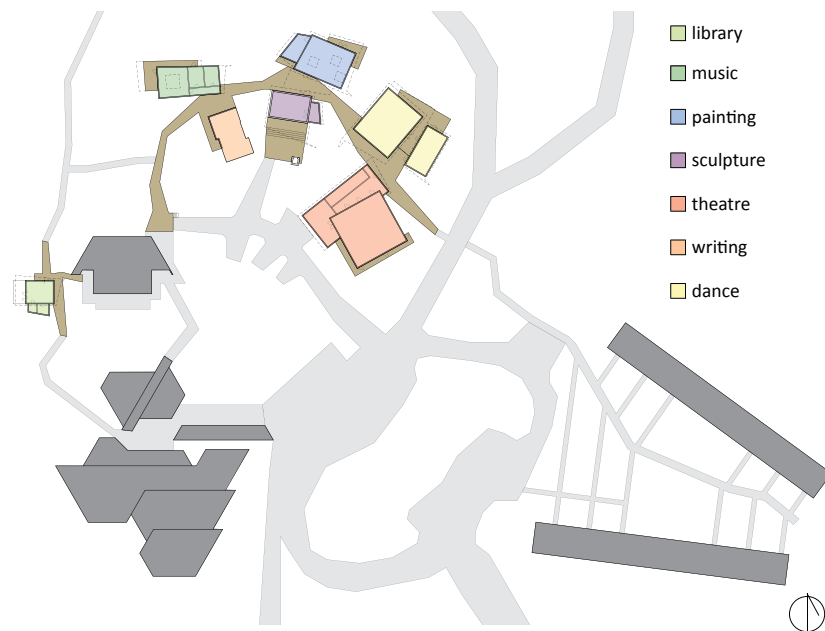 library
music
painting
sculpture
theatre
writing
dance